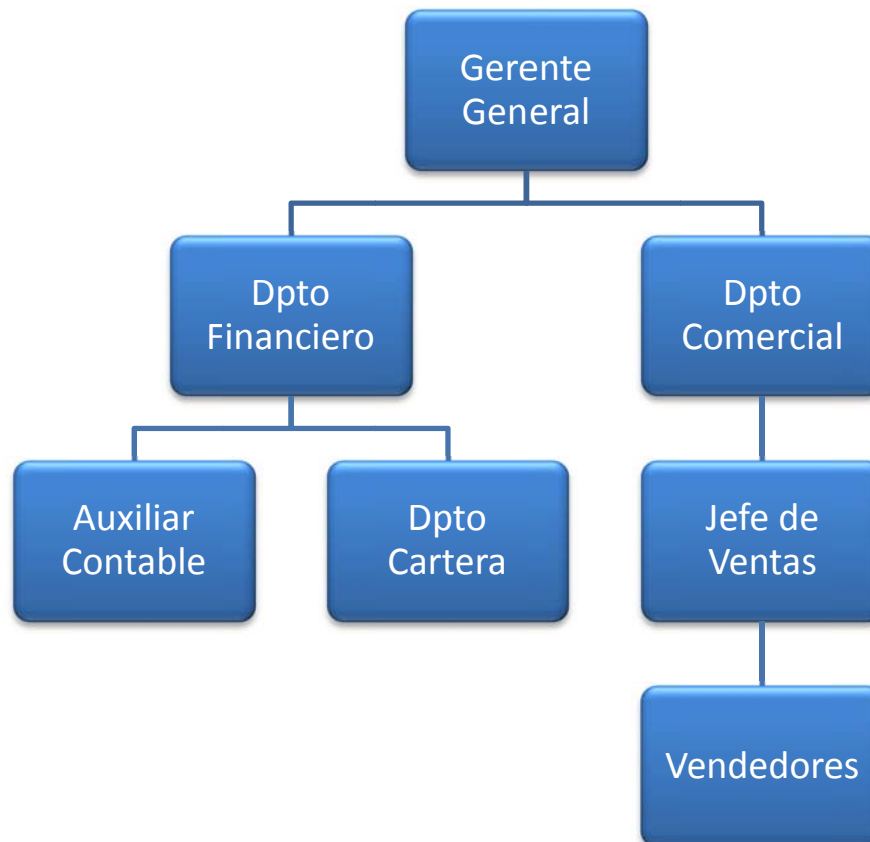 Gerente
General
Dpto
Financiero
Dpto
Comercial
Auxiliar
Contable
Dpto
Cartera
Jefe de
Ventas
Vendedores